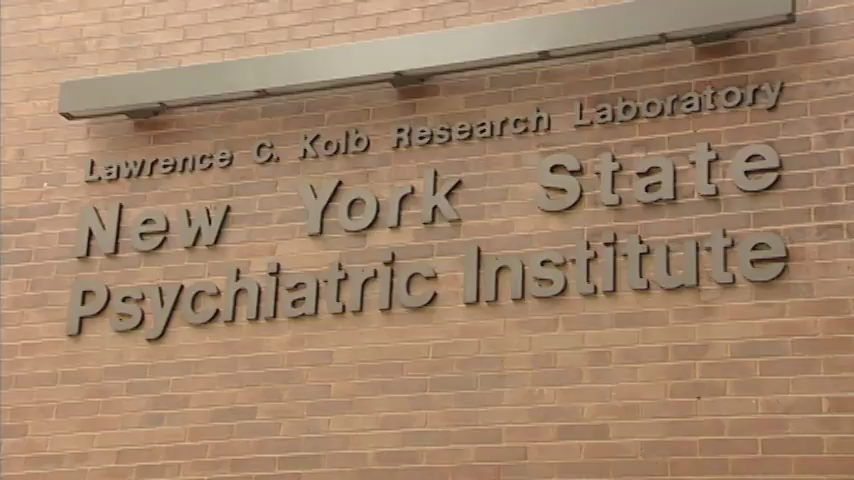 Lawrence C. Kolb Research Laboratory
New York State
Psychiatric Institute